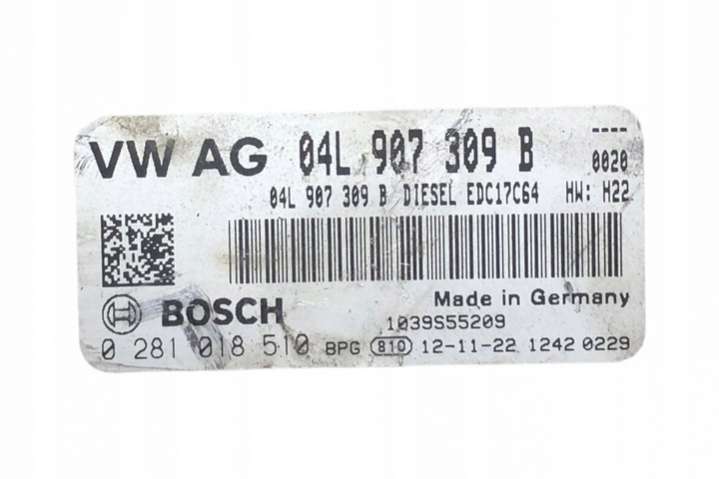 VW AG 04L 907 309 B ----
0020
04L 907 309 B DIESEL EDC17C64 HW: H22
BOSCH Made in Germany
1039S55209
0 281 018 510 BPG 810 12-11-22 1242 0229